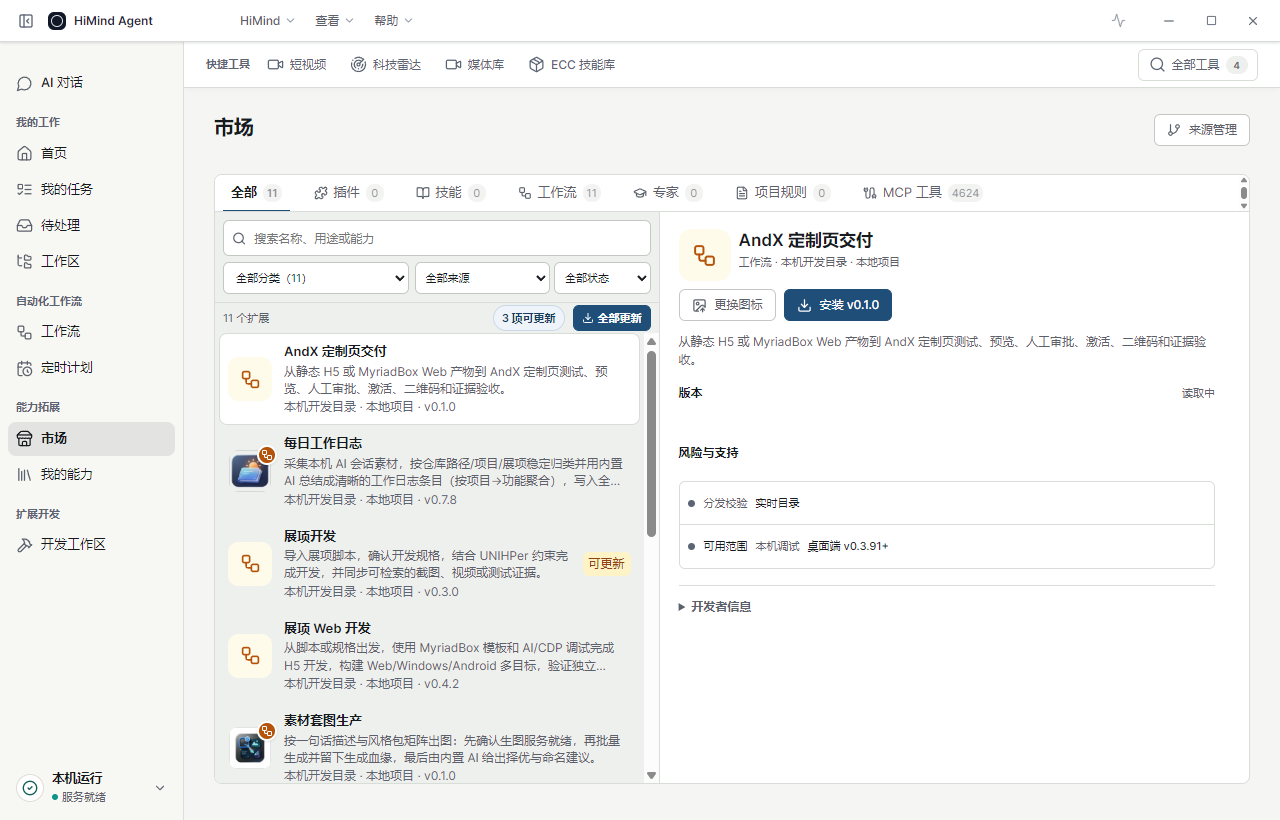 HiMind Agent
HiMind 查看 帮助
快捷工具 短视频 科技雷达 媒体库 ECC 技能库 全部工具 4
AI 对话
我的工作
首页
我的任务
待处理
工作区
自动化工作流
工作流
定时计划
能力拓展
市场
我的能力
扩展开发
开发工作区
本机运行
服务就绪
市场
来源管理
全部 11 插件 0 技能 0 工作流 11 专家 0 项目规则 0 MCP 工具 4624
搜索名称、用途或能力
全部分类（11） 全部来源 全部状态
11 个扩展 3 项可更新 全部更新
AndX 定制页交付
从静态 H5 或 MyriadBox Web 产物到 AndX 定制页测试、预
览、人工审批、激活、二维码和证据验收。
本机开发目录 · 本地项目 · v0.1.0
每日工作日志
采集本机 AI 会话素材，按仓库路径/项目/展项稳定归类并用内置
AI 总结成清晰的工作日志条目（按项目→功能聚合），写入全...
本机开发目录 · 本地项目 · v0.7.8
展项开发
导入展项脚本，确认开发规格，结合 UNIHPer 约束完
成开发，并同步可检索的截图、视频或测试证据。
本机开发目录 · 本地项目 · v0.3.0
可更新
展项 Web 开发
从脚本或规格出发，使用 MyriadBox 模板和 AI/CDP 调试完成
H5 开发，构建 Web/Windows/Android 多目标，验证独立...
本机开发目录 · 本地项目 · v0.4.2
素材套图生产
按一句话描述与风格包矩阵出图：先确认生图服务就绪，再批量
生成并留下生成血缘，最后由内置 AI 给出择优与命名建议。
本机开发目录 · 本地项目 · v0.1.0
AndX 定制页交付
工作流 · 本机开发目录 · 本地项目
更换图标 安装 v0.1.0
从静态 H5 或 MyriadBox Web 产物到 AndX 定制页测试、预览、人工审批、激活、二维码和证据验
收。
版本 读取中
风险与支持
分发校验 实时目录
可用范围 本机调试 桌面端 v0.3.91+
开发者信息